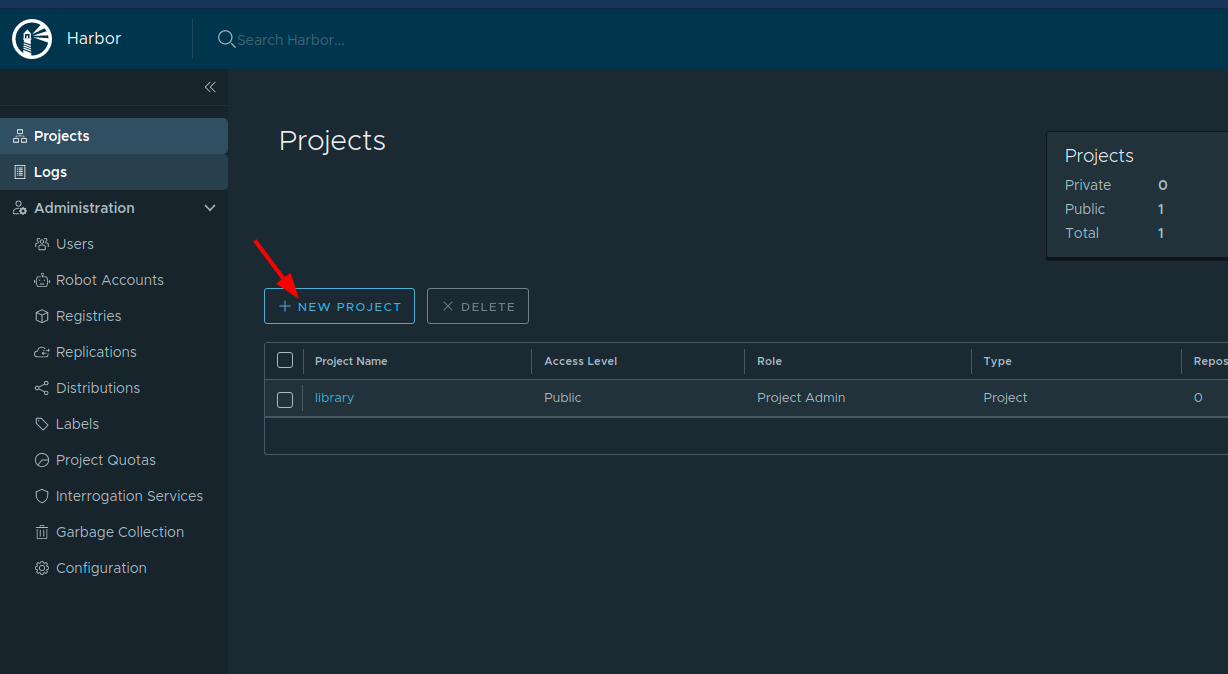 Harbor
Search Harbor...
Projects
Logs
Administration
Users
Robot Accounts
Registries
Replications
Distributions
Labels
Project Quotas
Interrogation Services
Garbage Collection
Configuration
Projects
Projects
Private 0
Public 1
Total 1
NEW PROJECT DELETE
Project Name Access Level Role Type Repos
library Public Project Admin Project 0